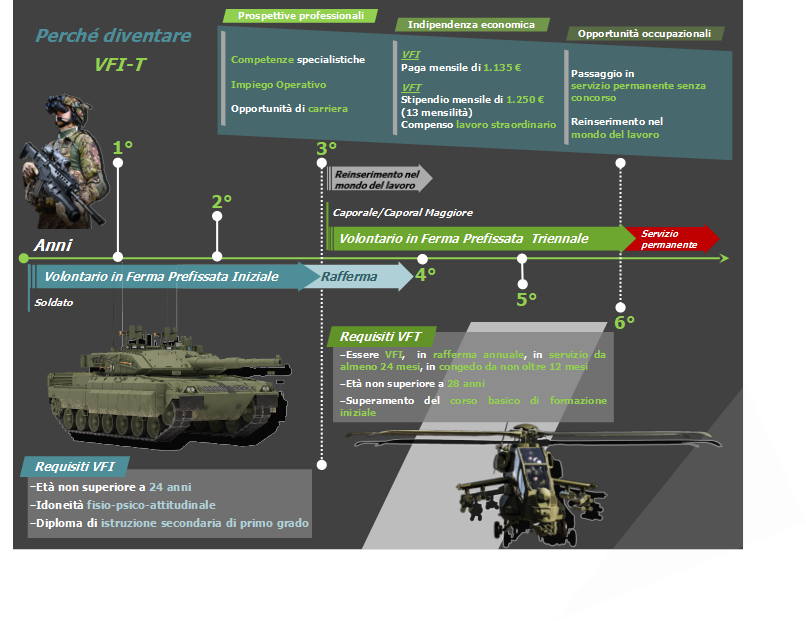 Perché diventare
VFI-T
Prospettive professionali
Competenze specialistiche
Impiego Operativo
Opportunità di carriera
Indipendenza economica
VFI
Paga mensile di 1.135 €
VFT
Stipendio mensile di 1.250 €
(13 mensilità)
Compenso lavoro straordinario
Opportunità occupazionali
Passaggio in
servizio permanente senza
concorso
Reinserimento nel
mondo del lavoro
1°
2°
3°
Reinserimento nel
mondo del lavoro
Caporale/Caporal Maggiore
Volontario in Ferma Prefissata Triennale
Servizio
permanente
Anni
Volontario in Ferma Prefissata Iniziale
Rafferma
4°
5°
6°
Soldato
Requisiti VFT
–Essere VFI, in rafferma annuale, in servizio da
almeno 24 mesi, in congedo da non oltre 12 mesi
–Età non superiore a 28 anni
–Superamento del corso basico di formazione
iniziale
Requisiti VFI
–Età non superiore a 24 anni
–Idoneità fisio-psico-attitudinale
–Diploma di istruzione secondaria di primo grado